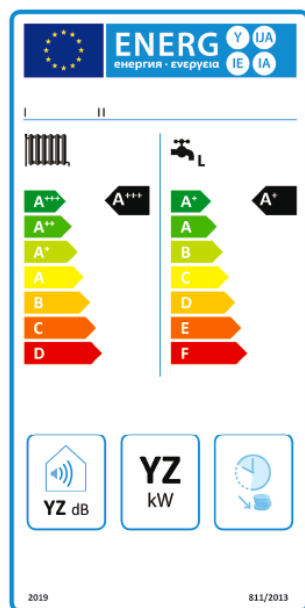 ENERG Y IJA
енергия · ενεργεια IE IA
I II
L
A+++ A+++ A+ A+
A++ A
A+ B
A C
B D
C E
D F
YZ dB
YZ
kW
2019 811/2013